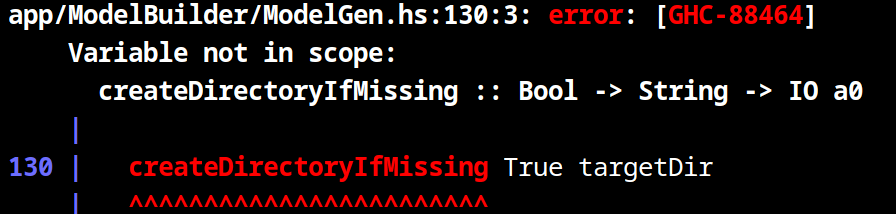 app/ModelBuilder/ModelGen.hs:130:3: error: [GHC-88464]
    Variable not in scope:
      createDirectoryIfMissing :: Bool -> String -> IO a0
    |
130 |   createDirectoryIfMissing True targetDir
    |   ^^^^^^^^^^^^^^^^^^^^^^^^